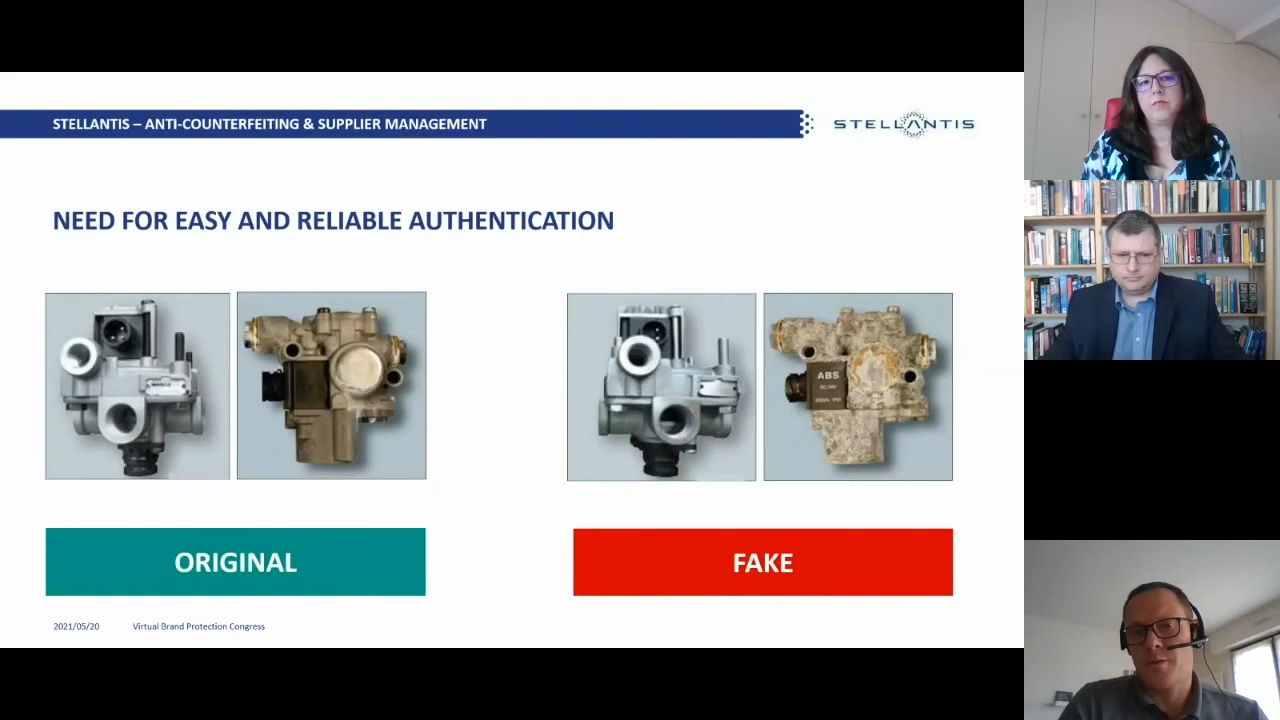 STELLANTIS – ANTI-COUNTERFEITING & SUPPLIER MANAGEMENT
STELLANTIS
NEED FOR EASY AND RELIABLE AUTHENTICATION
WABCO
ABS
ORIGINAL
FAKE
2021/05/20
Virtual Brand Protection Congress